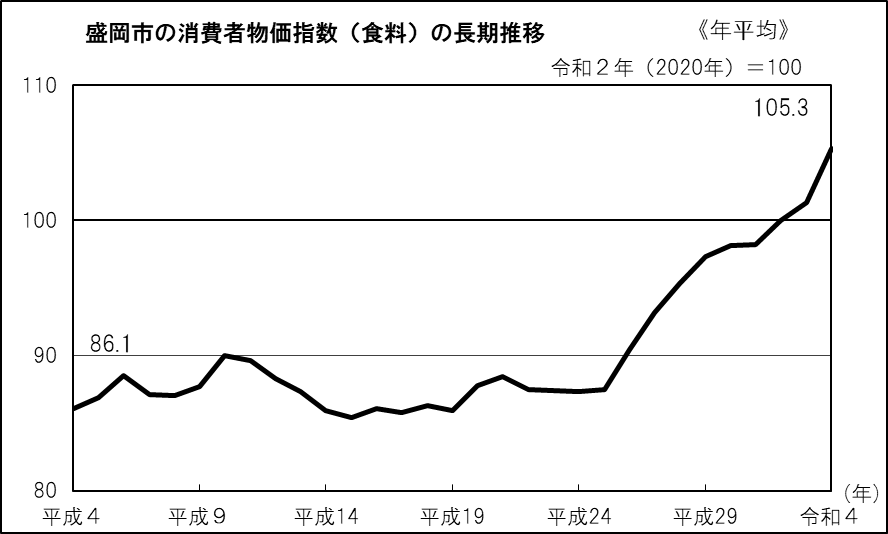 盛岡市の消費者物価指数（食料）の長期推移
《年平均》
令和２年（2020年）＝100
110
105.3
100
86.1
90
80
（年）
平成４ 平成９ 平成14 平成19 平成24 平成29 令和４